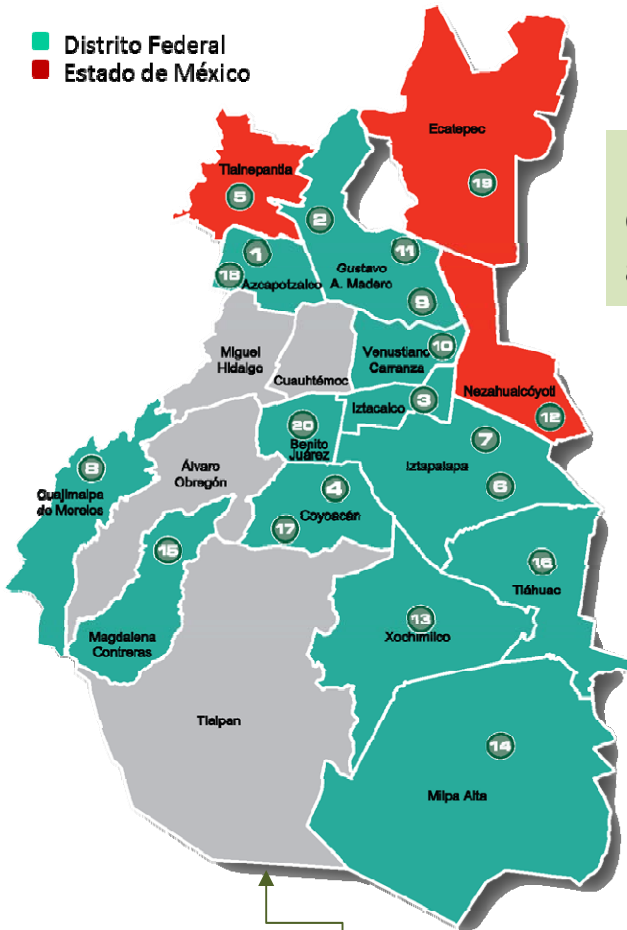 Distrito Federal
Estado de México
Ecatepec
19
Tlalnepantla
5
2
11
1
18
Azcapotzalco
Gustavo
A. Madero
9
Miguel
Hidalgo
Cuauhtémoc
Venustiano
Carranza
10
Iztacalco
3
Nezahualcóyotl
12
20
Benito
Juárez
7
Iztapalapa
6
8
Cuajimalpa
de Morelos
Álvaro
Obregón
4
17
Coyoacán
15
16
Tláhuac
Magdalena
Contreras
13
Xochimilco
Tlalpan
14
Milpa Alta